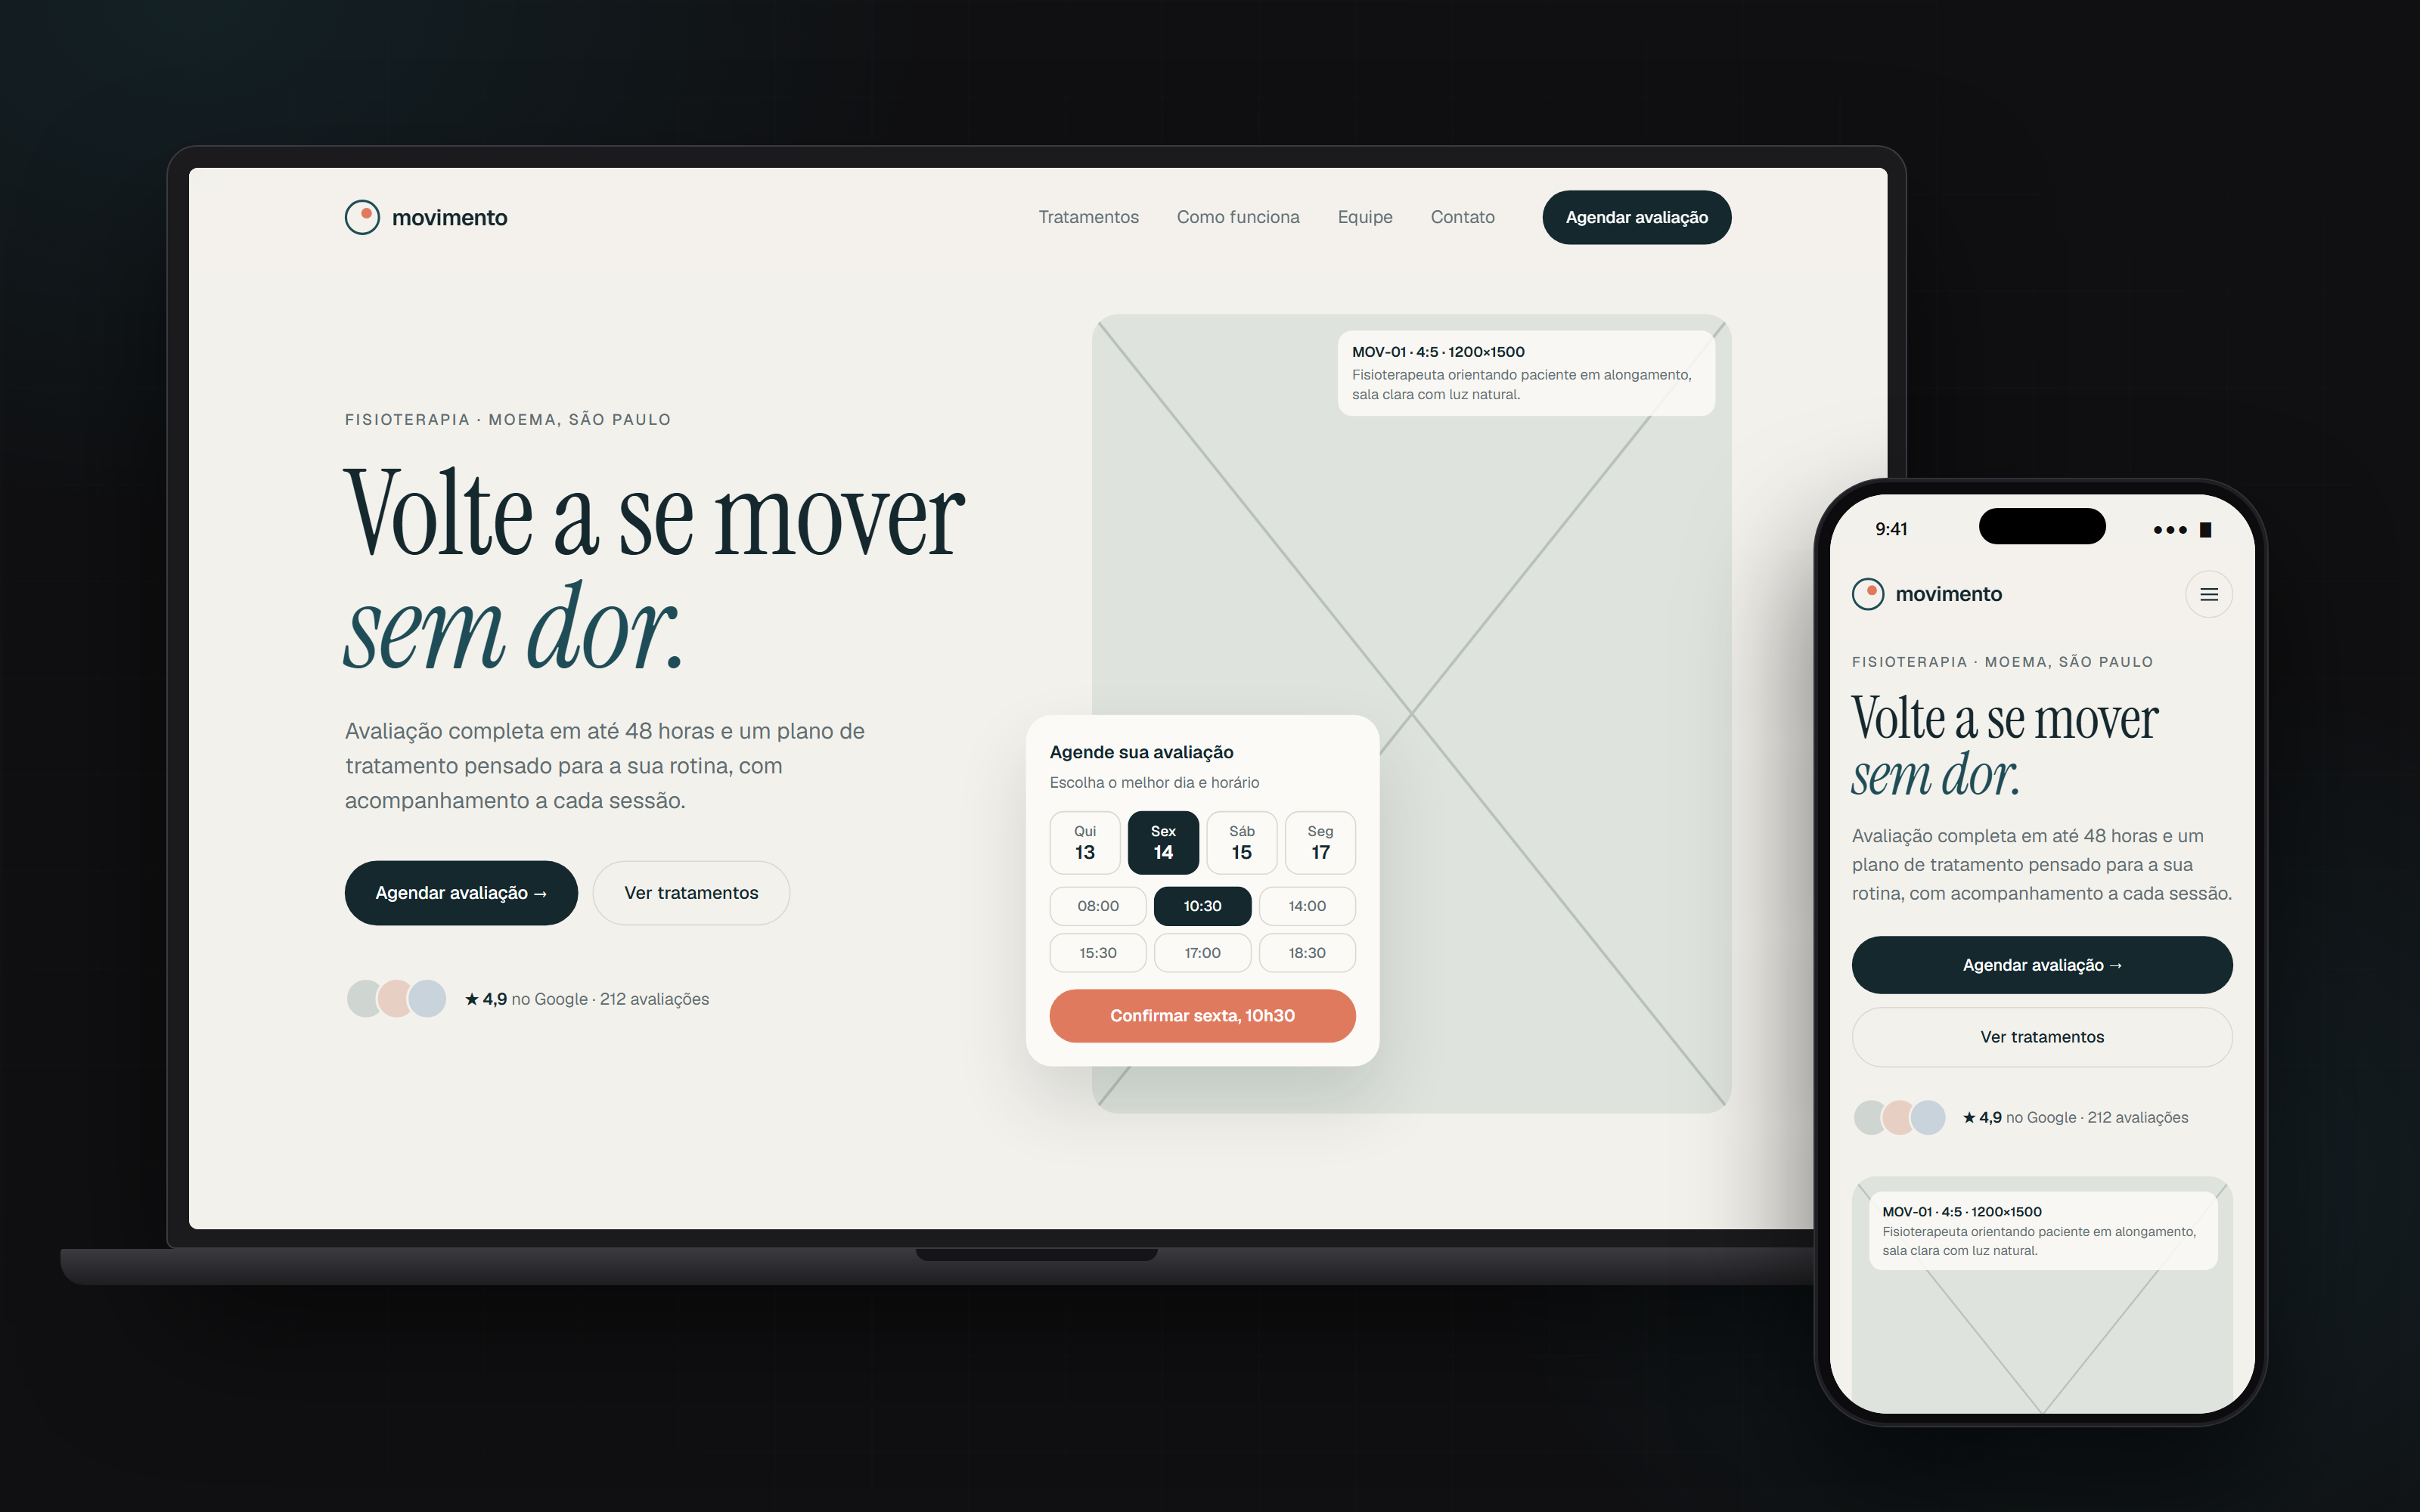 movimento
Tratamentos
Como funciona
Equipe
Contato
Agendar avaliação
FISIOTERAPIA · MOEMA, SÃO PAULO
Volte a se mover
sem dor.
Avaliação completa em até 48 horas e um plano de
tratamento pensado para a sua rotina, com
acompanhamento a cada sessão.
Agendar avaliação →
Ver tratamentos
★ 4,9 no Google · 212 avaliações
MOV-01 · 4:5 · 1200×1500
Fisioterapeuta orientando paciente em alongamento,
sala clara com luz natural.
Agende sua avaliação
Escolha o melhor dia e horário
Qui
13
Sex
14
Sáb
15
Seg
17
08:00
10:30
14:00
15:30
17:00
18:30
Confirmar sexta, 10h30
9:41
movimento
FISIOTERAPIA · MOEMA, SÃO PAULO
Volte a se mover
sem dor.
Avaliação completa em até 48 horas e um
plano de tratamento pensado para a sua
rotina, com acompanhamento a cada sessão.
Agendar avaliação →
Ver tratamentos
★ 4,9 no Google · 212 avaliações
MOV-01 · 4:5 · 1200×1500
Fisioterapeuta orientando paciente em alongamento,
sala clara com luz natural.